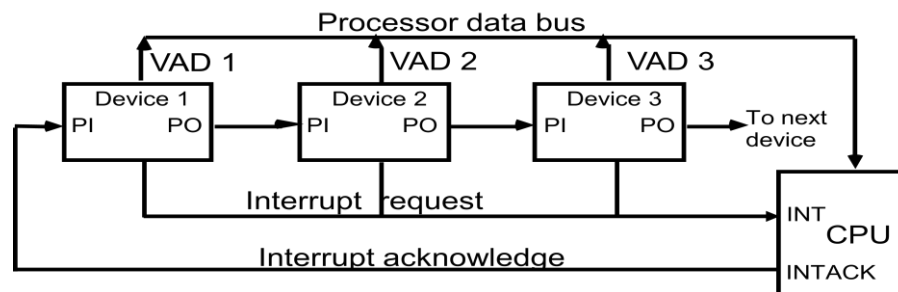 Processor data bus
VAD 1 VAD 2 VAD 3
Device 1 Device 2 Device 3
PI PO PI PO PI PO To next
device
Interrupt request
INT
CPU
Interrupt acknowledge
INTACK